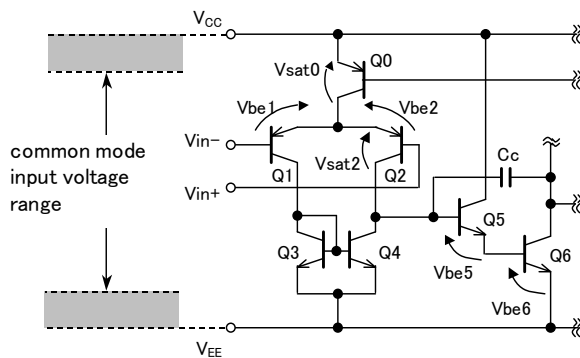 VCC
Q0
Vsat0
Vbe1
Vbe2
Vin-
common mode
input voltage
range
Vsat2
Q1
Q2
Cc
Vin+
Q5
Q3
Q4
Q6
Vbe5
Vbe6
VEE